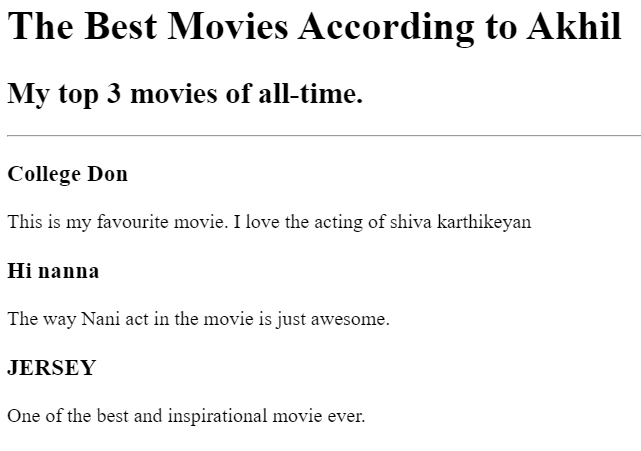 The Best Movies According to Akhil
My top 3 movies of all-time.
College Don
This is my favourite movie. I love the acting of shiva karthikeyan
Hi nanna
The way Nani act in the movie is just awesome.
JERSEY
One of the best and inspirational movie ever.